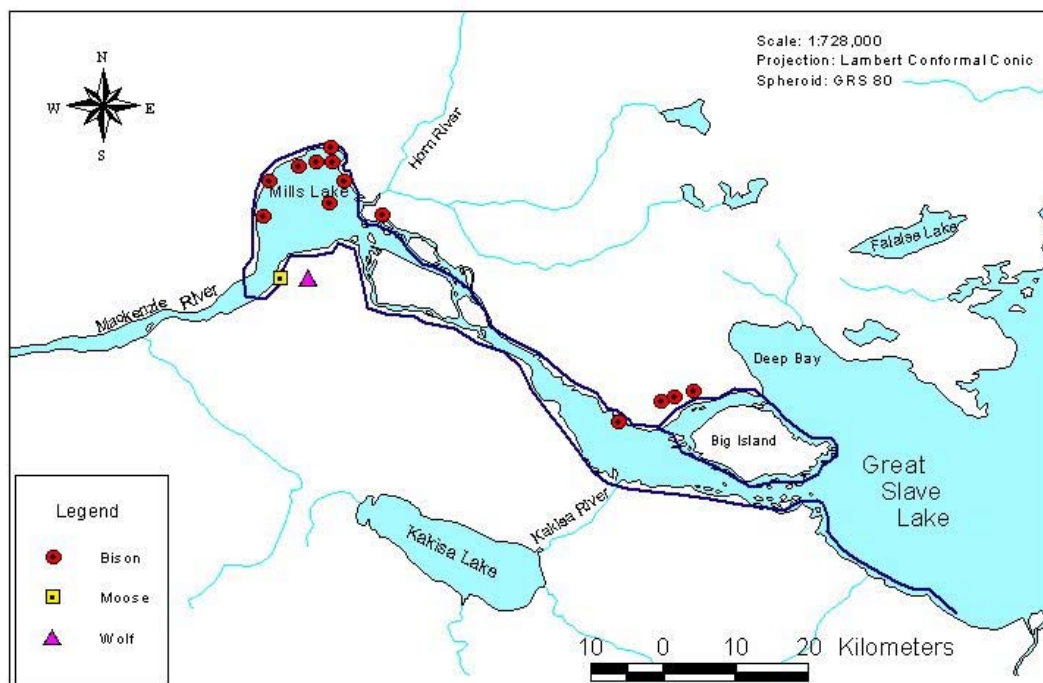 Scale: 1:728,000
Projection: Lambert Conformal Conic
Spheroid: GRS 80
N
W
E
S
Horn River
Mills Lake
Falaise Lake
Mackenzie River
Deep Bay
Big Island
Great
Slave
Lake
Kakisa River
Kakisa Lake
Legend
Bison
Moose
Wolf
10 0 10 20 Kilometers